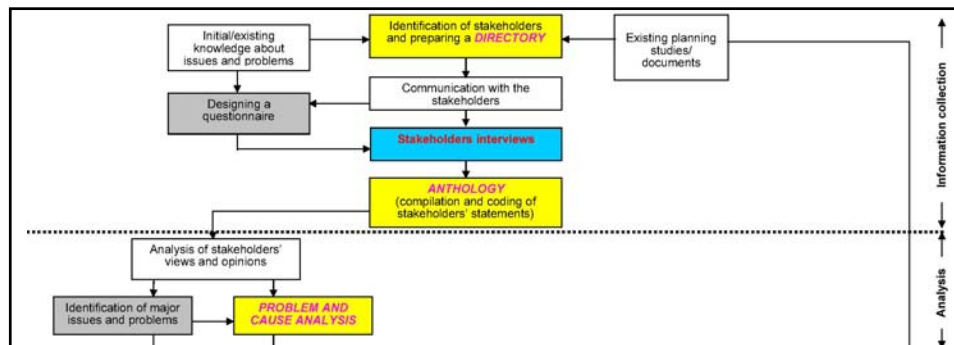 Initial/existing
knowledge about
issues and problems
Identification of stakeholders
and preparing a DIRECTORY
Existing planning
studies/
documents
Communication with the
stakeholders
Designing a
questionnaire
Stakeholders interviews
ANTHOLOGY
(compilation and coding of
stakeholders' statements)
Information collection
Analysis of stakeholders'
views and opinions
Identification of major
issues and problems
PROBLEM AND
CAUSE ANALYSIS
Analysis